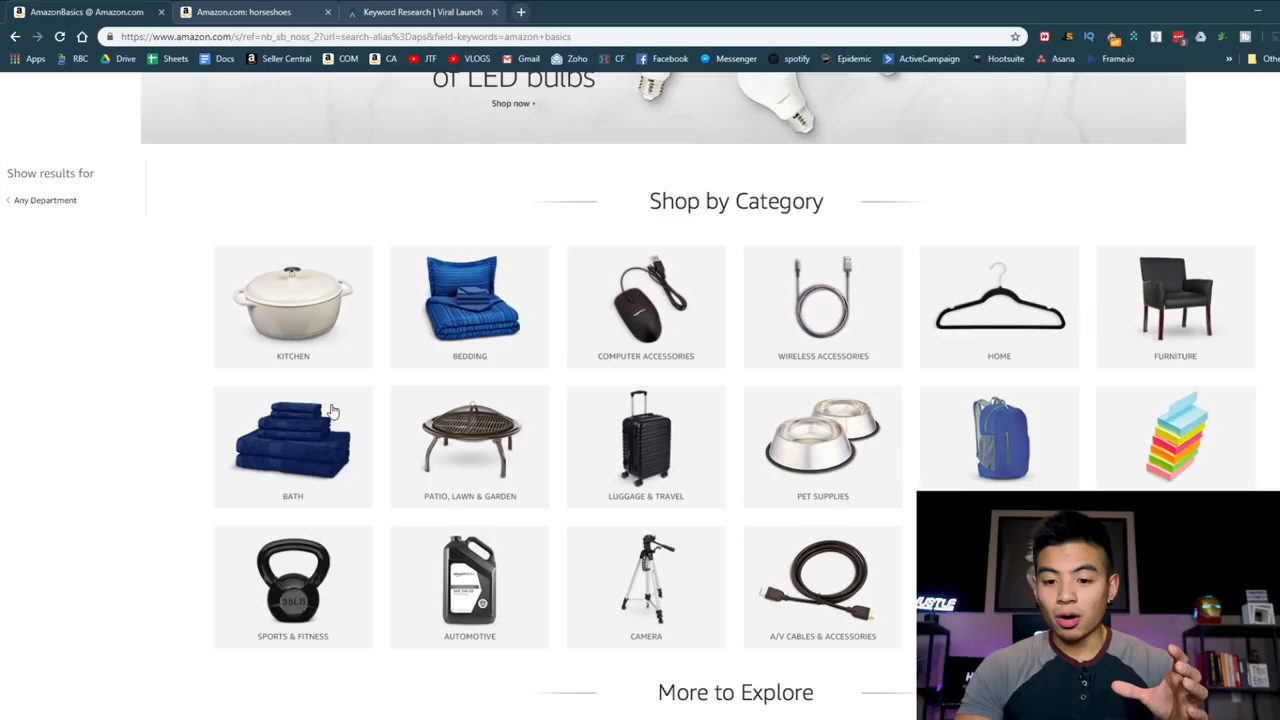 AmazonBasics @ Amazon.com
Amazon.com: horseshoes
Keyword Research | Viral Launch
https://www.amazon.com/s/ref=nb_sb_noss_2?url=search-alias%3Daps&field-keywords=amazon+basics
Apps RBC Drive Sheets Docs Seller Central COM CA JTF VLOGS Gmail Zoho CF Facebook Messenger spotify Epidemic ActiveCampaign Hootsuite Asana Frame.io
of LED bulbs
Shop now
Show results for
Any Department
Shop by Category
KITCHEN BEDDING COMPUTER ACCESSORIES WIRELESS ACCESSORIES HOME FURNITURE
BATH PATIO, LAWN & GARDEN LUGGAGE & TRAVEL PET SUPPLIES
35LB
SPORTS & FITNESS AUTOMOTIVE CAMERA A/V CABLES & ACCESSORIES
HUSTLE
More to Explore